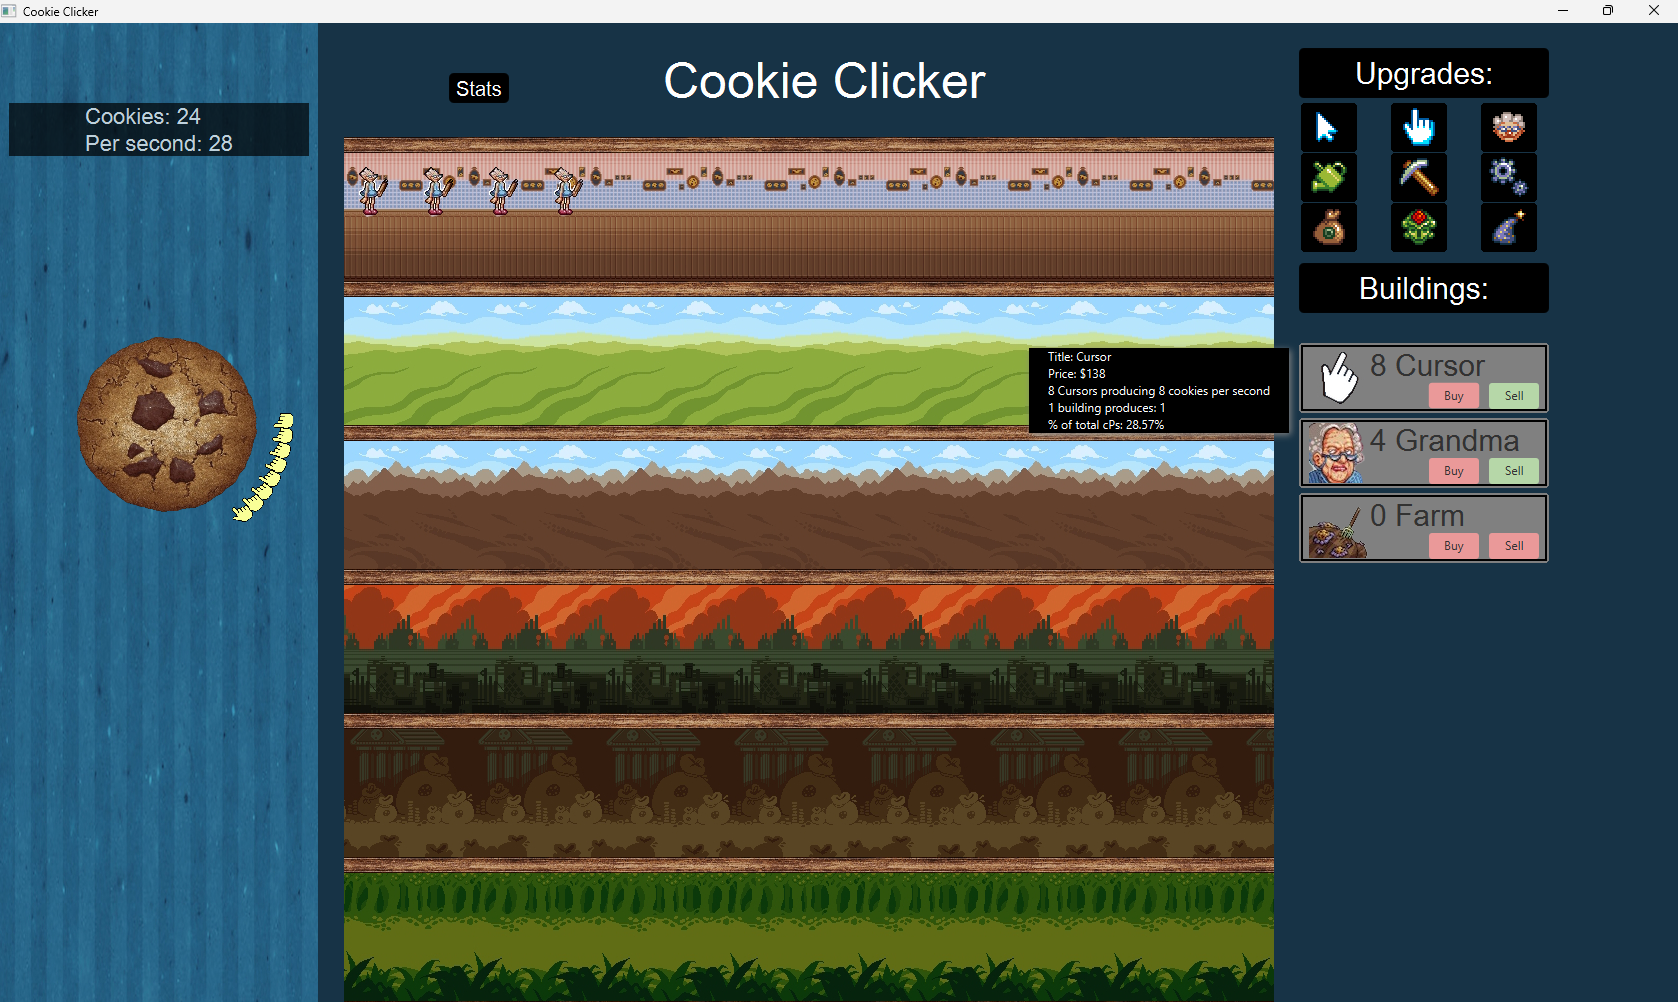 Cookie Clicker
Cookies: 24
Per second: 28
Stats
Cookie Clicker
Title: Cursor
Price: $138
8 Cursors producing 8 cookies per second
1 building produces: 1
% of total cPs: 28.57%
Upgrades:
Buildings:
8 Cursor
Buy Sell
4 Grandma
Buy Sell
0 Farm
Buy Sell